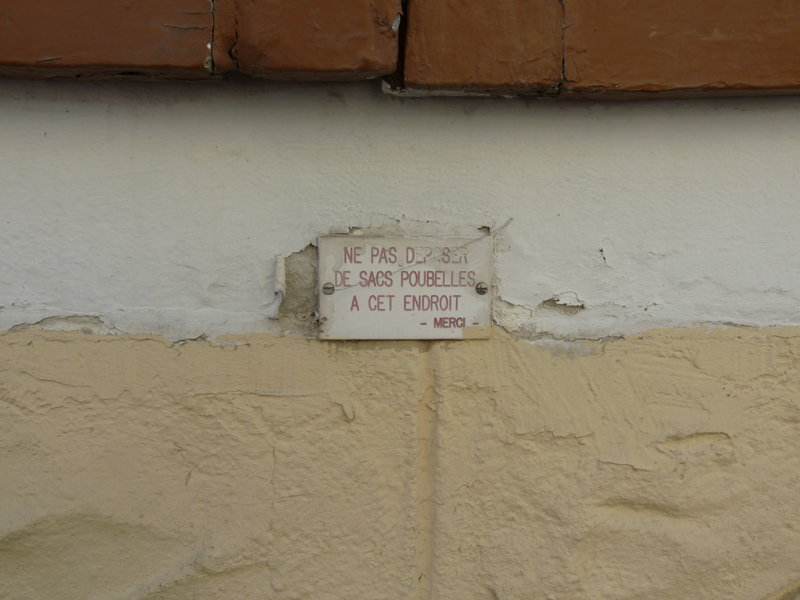 NE PAS DEPOSER
DE SACS POUBELLES
A CET ENDROIT
- MERCI -